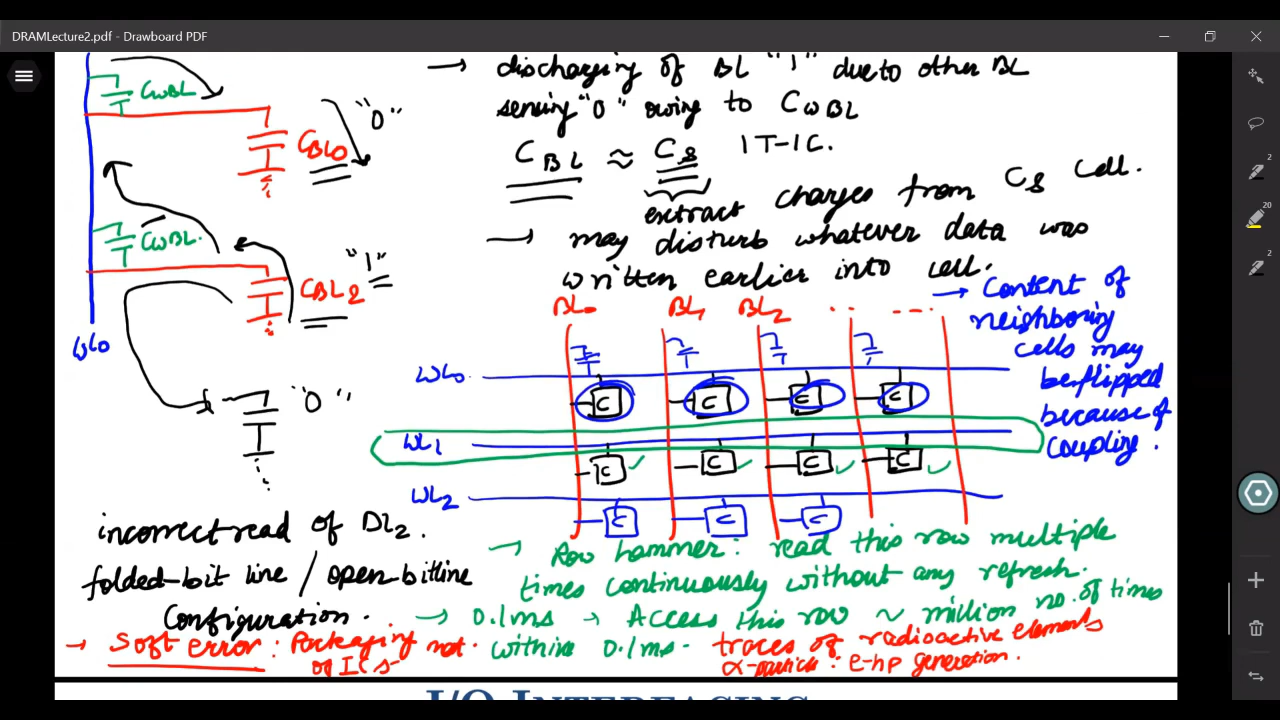 DRAMLecture2.pdf - Drawboard PDF
→ discharging of BL "1" due to other BL
sensing "0" owing to CWBL
CBL ≈ CS 1T-1C.
extract charges from CS cell.
→ may disturb whatever data was
written earlier into cell.
CWBL
CBL0
"0"
CWBL.
CBL2
"1"
WL0
"0"
incorrect read of BL2.
folded-bit line / open bitline
configuration.
→ Soft error : Packaging not.
of ICs
BL0 BL1 BL2 .. ----
WL0
C C C C
WL1
C C C C
WL2
C C C
→ Content of
neighboring
cells may
be flipped
because of
coupling.
→ Row hammer: read this row multiple
times continuously without any refresh.
→ 0.1ms → Access this row ~ million no. of times
within 0.1ms.
traces of radioactive elements
α-particle : e-hp generation.
I/O INTERFACING
2
20
2